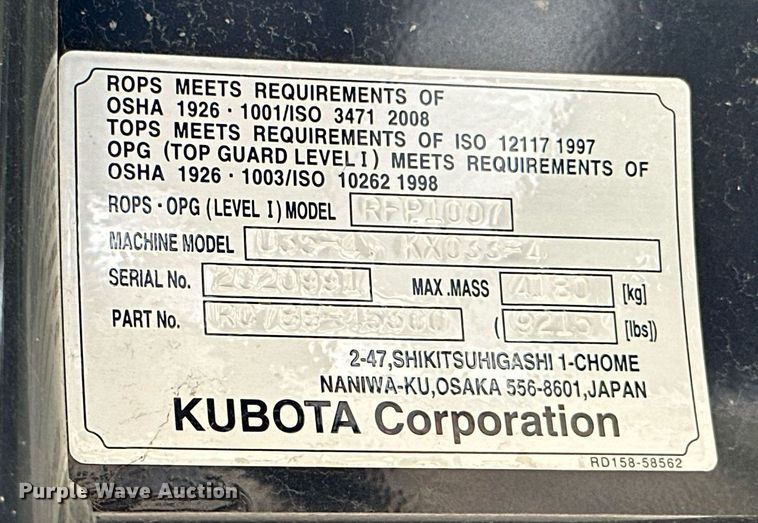 ROPS MEETS REQUIREMENTS OF
OSHA 1926・1001/ISO 3471 2008
TOPS MEETS REQUIREMENTS OF ISO 12117 1997
OPG (TOP GUARD LEVEL I) MEETS REQUIREMENTS OF
OSHA 1926・1003/ISO 10262 1998
ROPS・OPG (LEVEL I) MODEL RFP1007
MACHINE MODEL KX033-4
SERIAL No. 2020991 MAX.MASS 4180 [kg]
PART No. ( 9215 [lbs])
2-47,SHIKITSUHIGASHI 1-CHOME
NANIWA-KU,OSAKA 556-8601,JAPAN
KUBOTA Corporation
RD158-58562
Purple Wave Auction